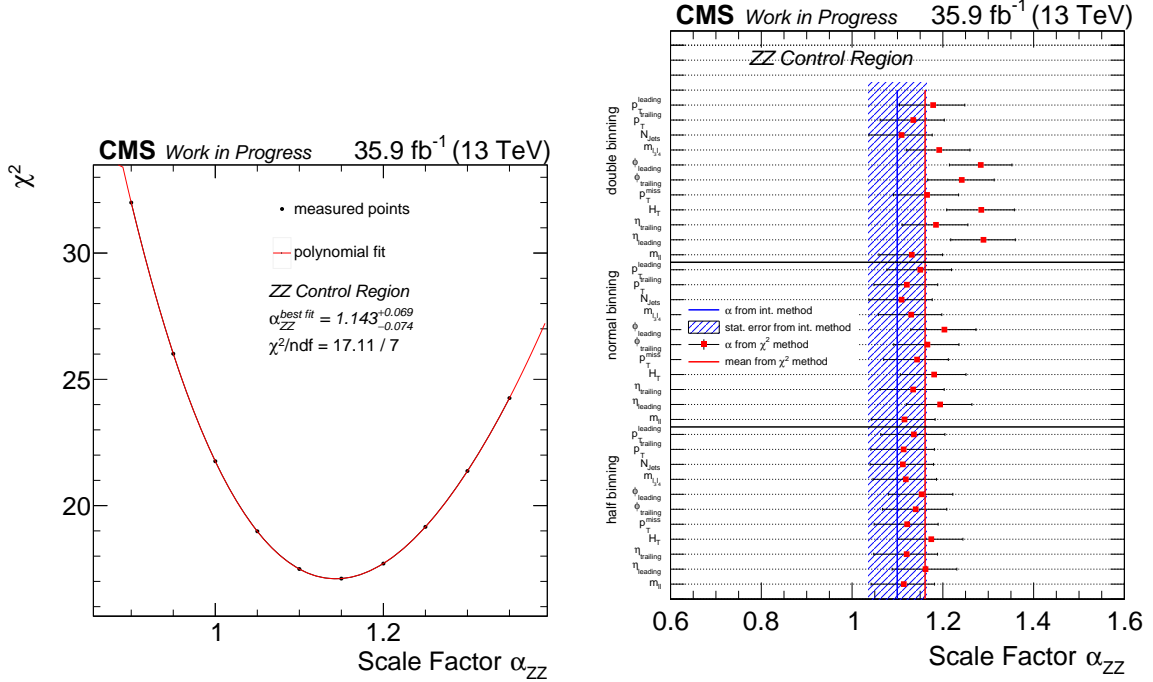 CMS Work in Progress 35.9 fb⁻¹ (13 TeV)
χ²
measured points
polynomial fit
ZZ Control Region
α_ZZ^best fit = 1.143 +0.069 −0.074
χ²/ndf = 17.11 / 7
30
25
20
1
1.2
Scale Factor α_ZZ
CMS Work in Progress 35.9 fb⁻¹ (13 TeV)
ZZ Control Region
double binning
p_T^leading
p_T^trailing
N_Jets
m_l₃l₄
ϕ_leading
ϕ_trailing
p_T^miss
H_T
η_trailing
η_leading
m_ll
normal binning
p_T^leading
p_T^trailing
N_Jets
m_l₃l₄
ϕ_leading
ϕ_trailing
p_T^miss
H_T
η_trailing
η_leading
m_ll
α from int. method
stat. error from int. method
α from χ² method
mean from χ² method
half binning
p_T^leading
p_T^trailing
N_Jets
m_l₃l₄
ϕ_leading
ϕ_trailing
p_T^miss
H_T
η_trailing
η_leading
m_ll
0.6
0.8
1
1.2
1.4
1.6
Scale Factor α_ZZ